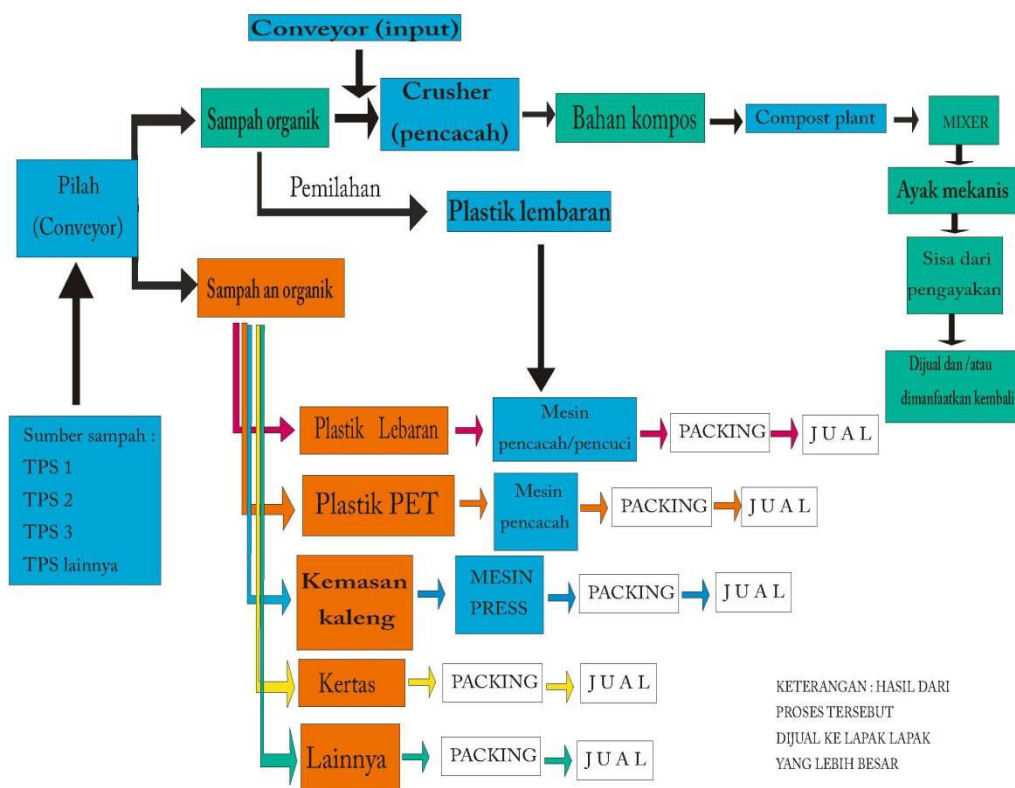 Conveyor (input)
Sampah organik
Crusher
(pencacah)
Bahan kompos
Compost plant
MIXER
Pilah
(Conveyor)
Pemilahan
Plastik lembaran
Ayak mekanis
Sisa dari
pengayakan
Dijual dan /atau
dimanfaatkan kembali
Sampah an organik
Sumber sampah :
TPS 1
TPS 2
TPS 3
TPS lainnya
Plastik Lebaran
Mesin
pencacah/pencuci
PACKING
J U A L
Plastik PET
Mesin
pencacah
PACKING
J U A L
Kemasan
kaleng
MESIN
PRESS
PACKING
J U A L
Kertas
PACKING
J U A L
Lainnya
PACKING
J U A L
KETERANGAN : HASIL DARI
PROSES TERSEBUT
DIJUAL KE LAPAK LAPAK
YANG LEBIH BESAR